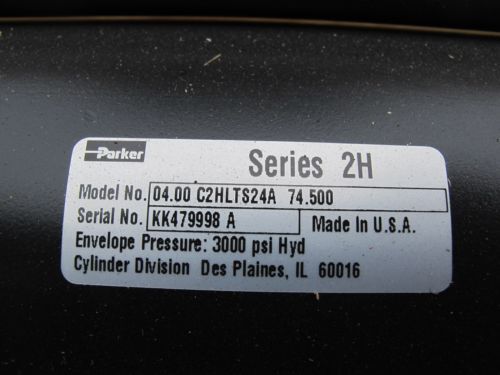 Parker
Series 2H
Model No. 04.00 C2HLTS24A 74.500
Serial No. KK479998 A
Made In U.S.A.
Envelope Pressure: 3000 psi Hyd
Cylinder Division Des Plaines, IL 60016